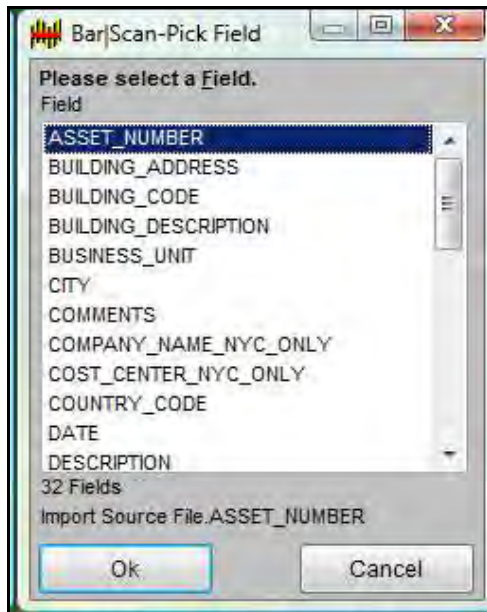 Bar|Scan-Pick Field
Please select a Field.
Field
ASSET_NUMBER
BUILDING_ADDRESS
BUILDING_CODE
BUILDING_DESCRIPTION
BUSINESS_UNIT
CITY
COMMENTS
COMPANY_NAME_NYC_ONLY
COST_CENTER_NYC_ONLY
COUNTRY_CODE
DATE
DESCRIPTION
32 Fields
Import Source File.ASSET_NUMBER
Ok Cancel